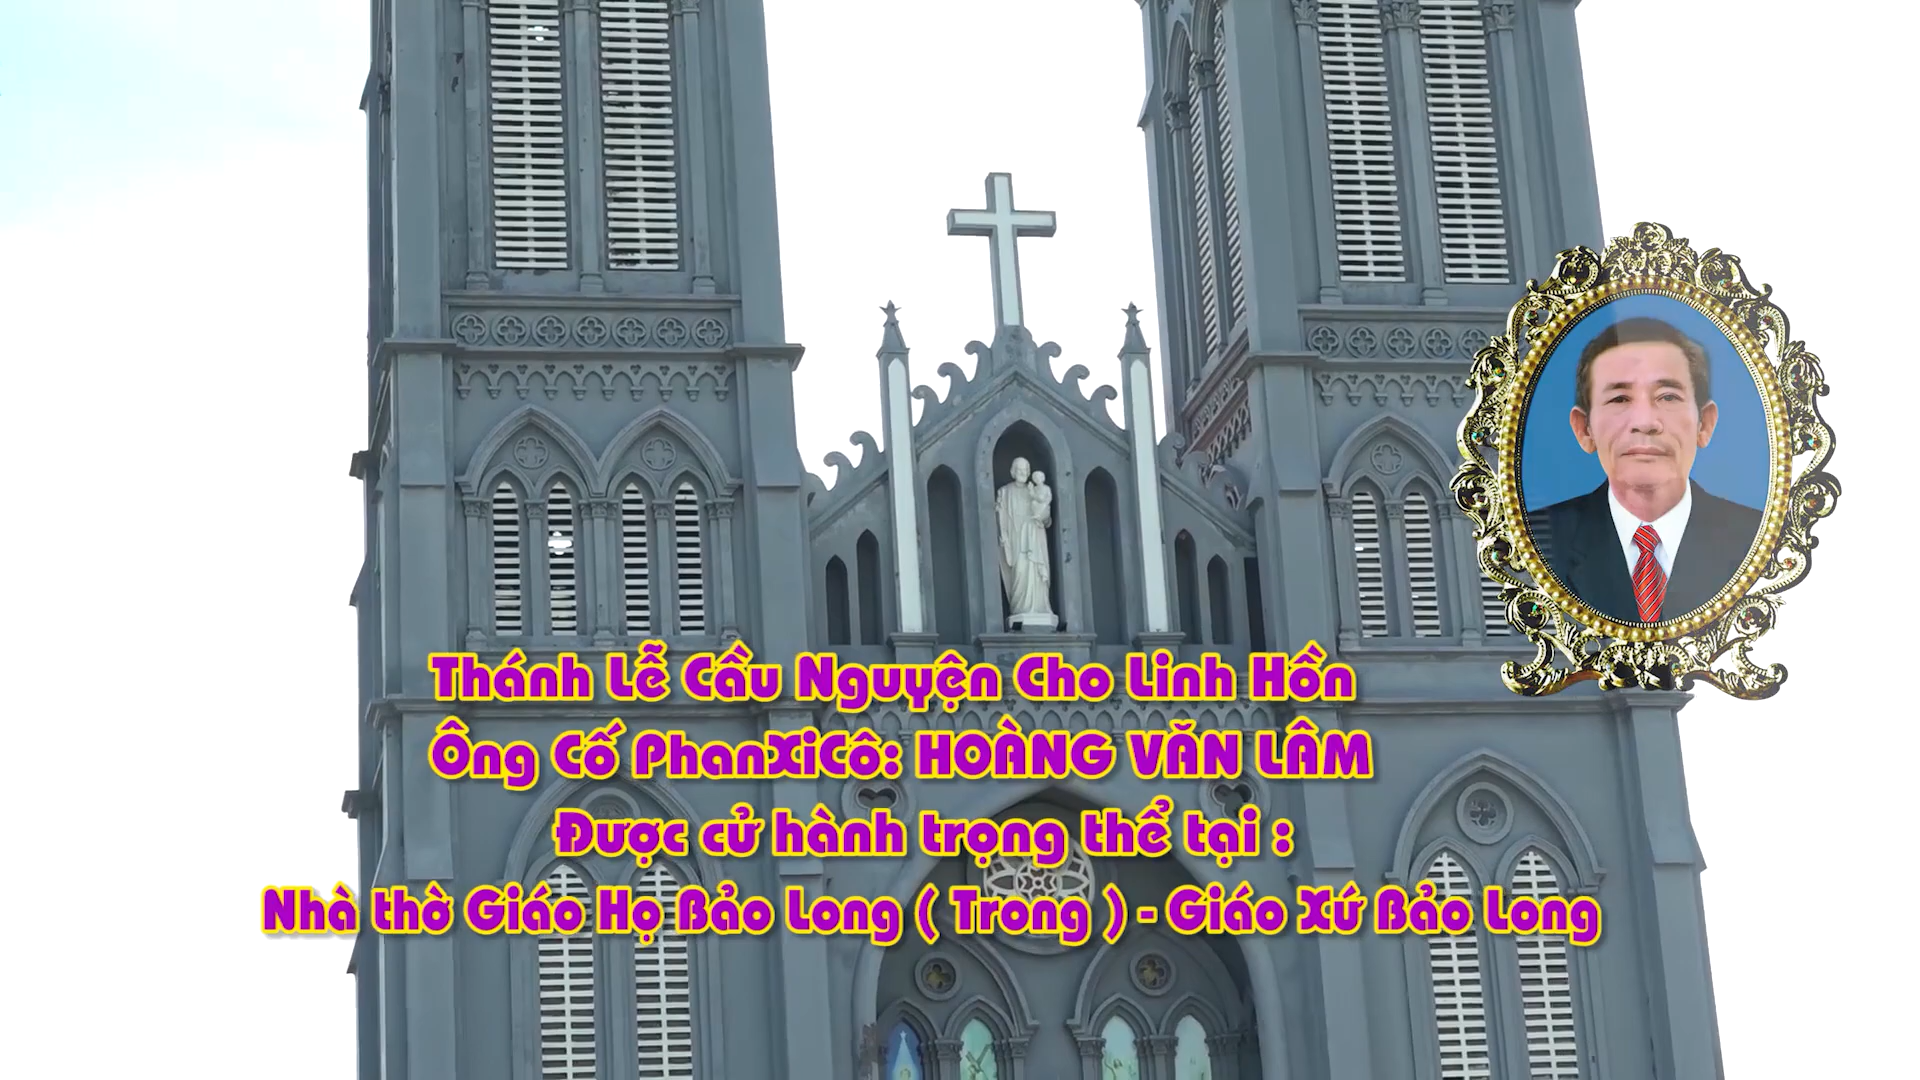 Thánh Lễ Cầu Nguyện Cho Linh Hồn
Ông Cố PhanXiCô: HOÀNG VĂN LÂM
Được cử hành trọng thể tại :
Nhà thờ Giáo Họ Bảo Long ( Trong ) - Giáo Xứ Bảo Long